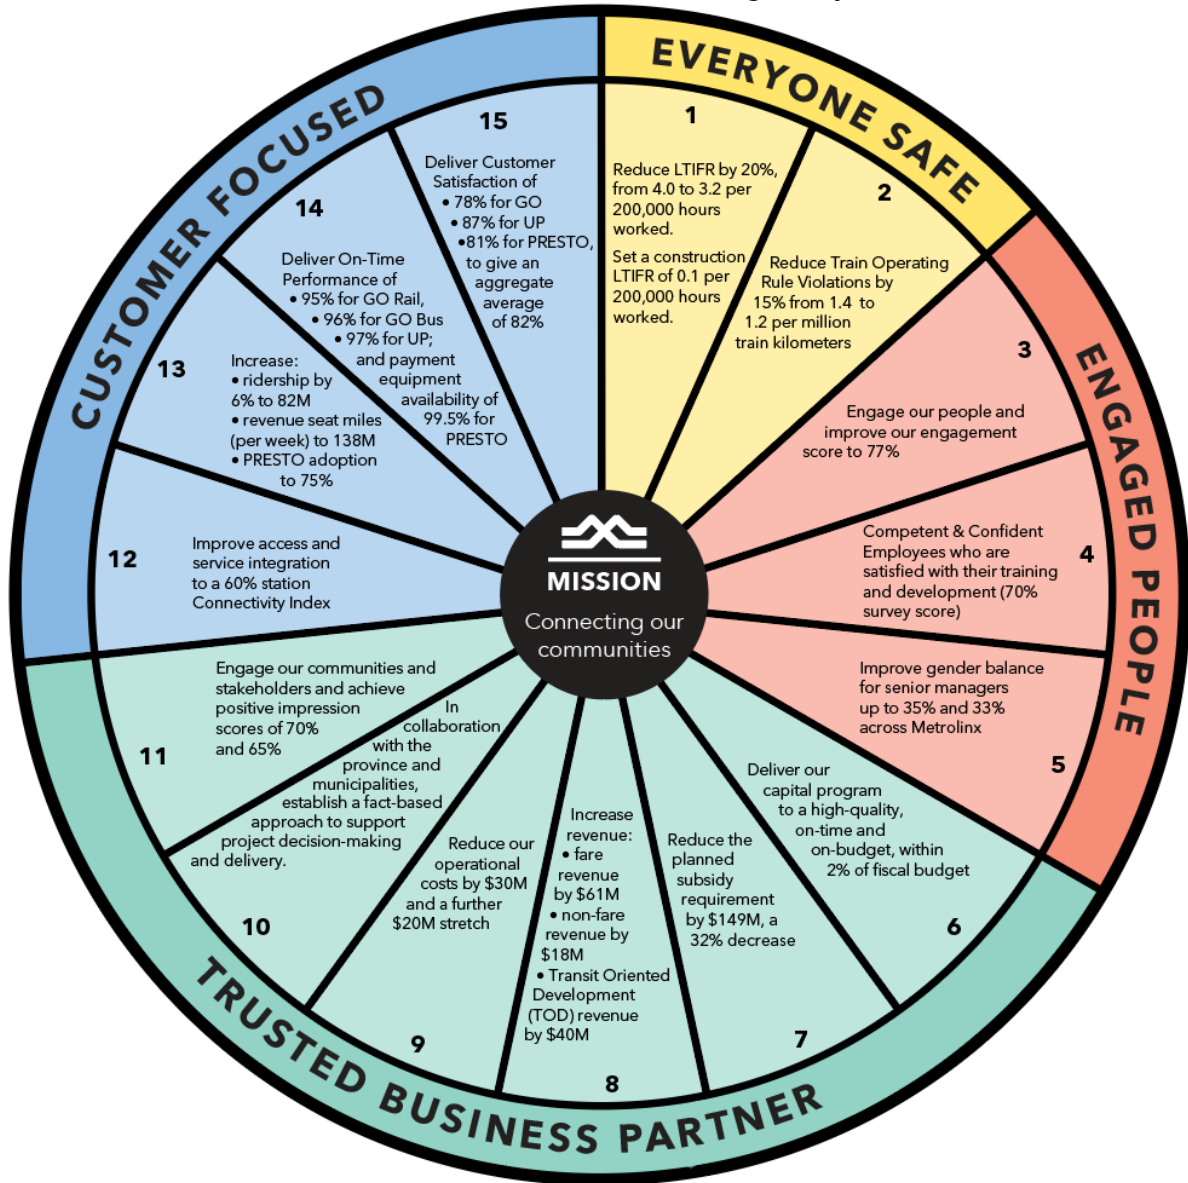 EVERYONE SAFE
1
Reduce LTIFR by 20%,
from 4.0 to 3.2 per
200,000 hours
worked.
Set a construction
LTIFR of 0.1 per
200,000 hours
worked.
2
Reduce Train Operating
Rule Violations by
15% from 1.4 to
1.2 per million
train kilometers
ENGAGED PEOPLE
3
Engage our people and
improve our engagement
score to 77%
4
Competent & Confident
Employees who are
satisfied with their training
and development (70%
survey score)
5
Improve gender balance
for senior managers
up to 35% and 33%
across Metrolinx
TRUSTED BUSINESS PARTNER
6
Deliver our
capital program
to a high-quality,
on-time and
on-budget, within
2% of fiscal budget
7
Reduce the
planned
subsidy
requirement
by $149M, a
32% decrease
8
Increase
revenue:
• fare
revenue
by $61M
• non-fare
revenue by
$18M
• Transit Oriented
Development
(TOD) revenue
by $40M
9
Reduce our
operational
costs by $30M
and a further
$20M stretch
10
In
collaboration
with the
province and
municipalities,
establish a fact-based
approach to support
project decision-making
and delivery.
11
Engage our communities and
stakeholders and achieve
positive impression
scores of 70%
and 65%
CUSTOMER FOCUSED
12
Improve access and
service integration
to a 60% station
Connectivity Index
13
Increase:
• ridership by
6% to 82M
• revenue seat miles
(per week) to 138M
• PRESTO adoption
to 75%
14
Deliver On-Time
Performance of
• 95% for GO Rail,
• 96% for GO Bus
• 97% for UP;
and payment
equipment
availability of
99.5% for
PRESTO
15
Deliver Customer
Satisfaction of
• 78% for GO
• 87% for UP
•81% for PRESTO,
to give an
aggregate
average
of 82%
MISSION
Connecting our
communities